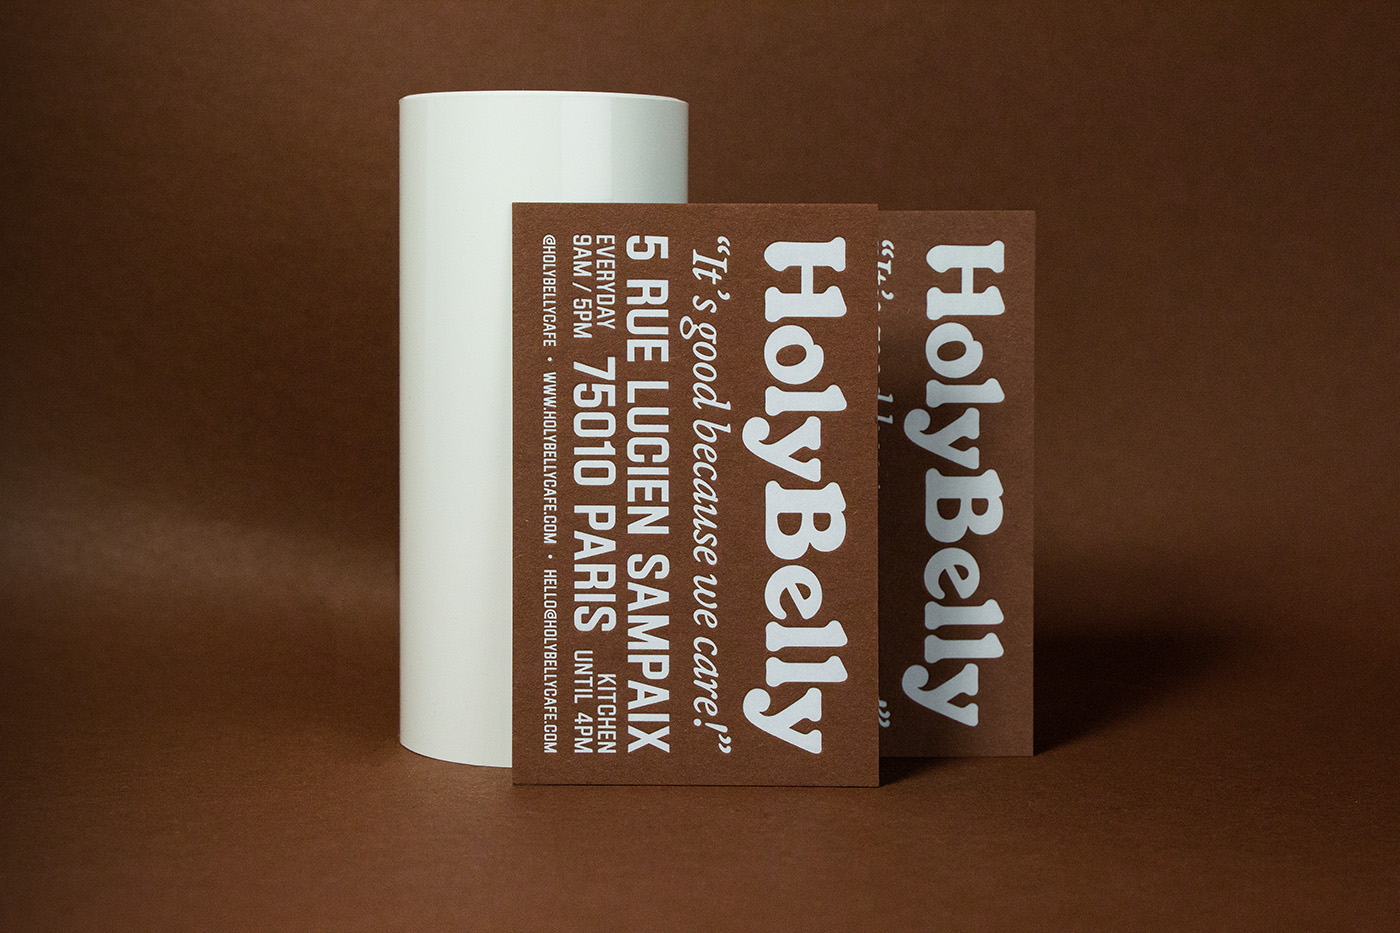 HolyBelly
“It’s good because we care!”
5 RUE LUCIEN SAMPAIX
EVERYDAY
9AM / 5PM
75010 PARIS
KITCHEN
UNTIL 4PM
@HOLYBELLYCAFE • WWW.HOLYBELLYCAFE.COM • HELLO@HOLYBELLYCAFE.COM
HolyBelly
“It’s
”